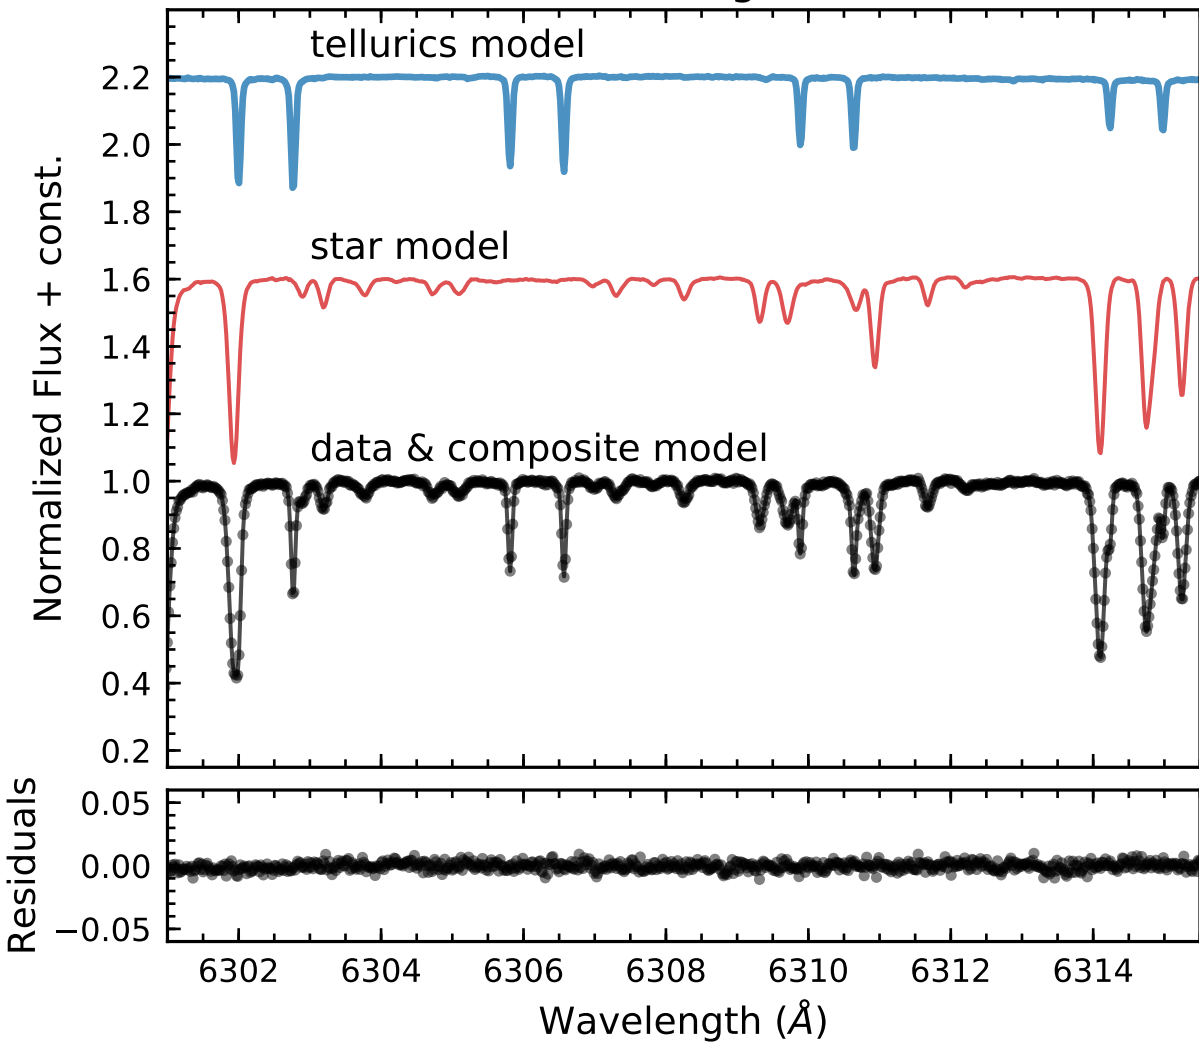 tellurics model
star model
data & composite model
Normalized Flux + const.
2.2
2.0
1.8
1.6
1.4
1.2
1.0
0.8
0.6
0.4
0.2
Residuals
0.05
0.00
−0.05
6302 6304 6306 6308 6310 6312 6314
Wavelength (Å)